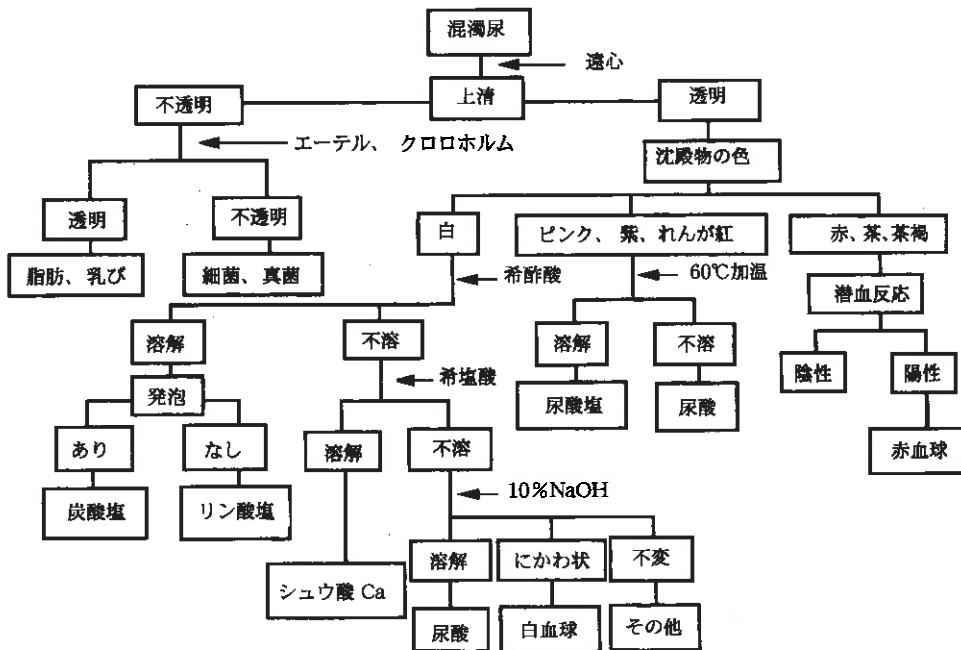 混濁尿
遠心
上清
不透明
透明
エーテル、クロロホルム
沈殿物の色
透明
不透明
白
ピンク、紫、れんが紅
赤、茶、茶褐
脂肪、乳び
細菌、真菌
希酢酸
60℃加温
潜血反応
溶解
不溶
溶解
不溶
陰性
陽性
発泡
希塩酸
尿酸塩
尿酸
あり
なし
溶解
不溶
赤血球
炭酸塩
リン酸塩
10%NaOH
シュウ酸 Ca
溶解
にかわ状
不変
尿酸
白血球
その他